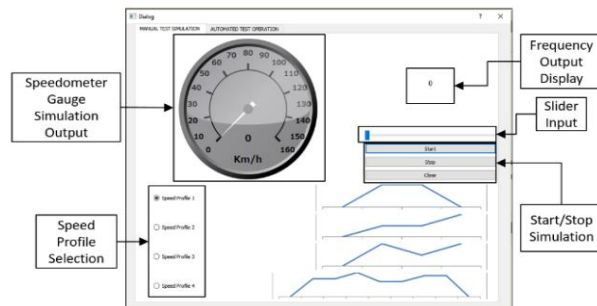 Dialog
? X
MANUAL TEST SIMULATION
AUTOMATED TEST OPERATION
Speedometer
Gauge
Simulation
Output
0
10
20
30
40
50
60
70
80
90
100
110
120
130
140
150
160
0
Km/h
0
Frequency
Output
Display
Slider
Input
Start
Stop
Close
Start/Stop
Simulation
Speed
Profile
Selection
Speed Profile 1
Speed Profile 2
Speed Profile 3
Speed Profile 4